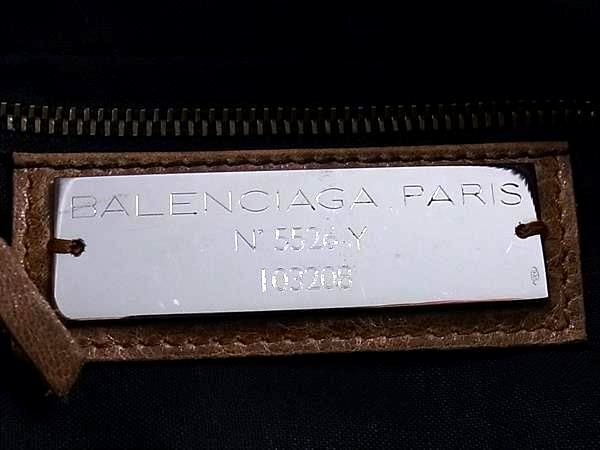 BALENCIAGA. PARIS
N° 5526-Y
103208